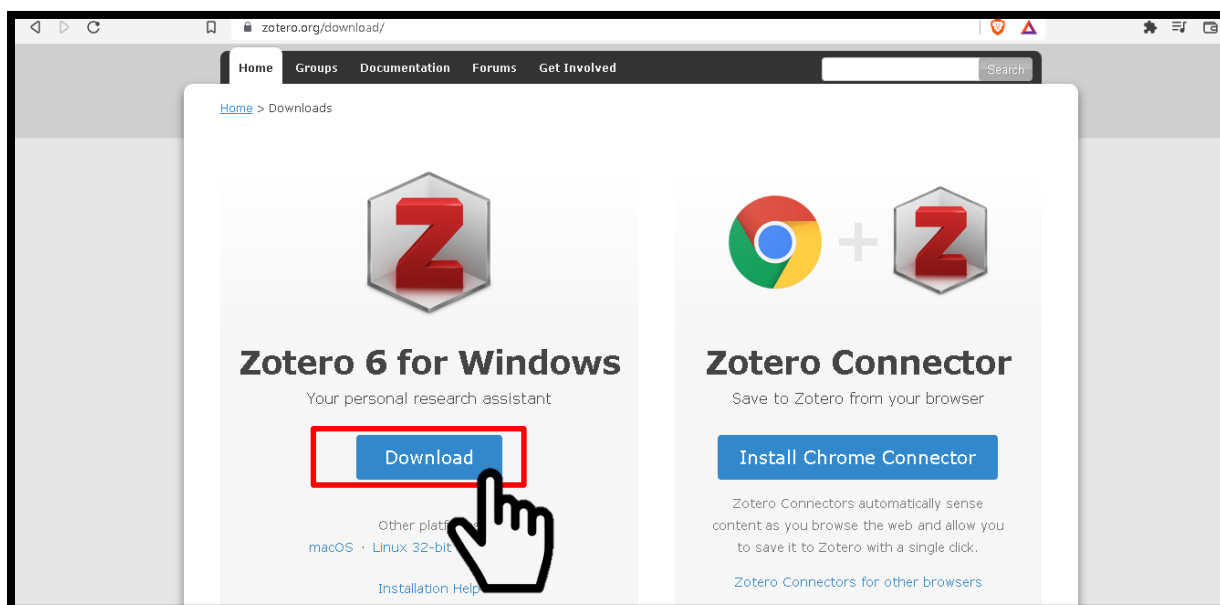 zotero.org/download/
Home Groups Documentation Forums Get Involved Search
Home > Downloads
Z
Z
Zotero 6 for Windows
Your personal research assistant
Download
Other
macOS · Linux 32-bit
Installation Help
Zotero Connector
Save to Zotero from your browser
Install Chrome Connector
Zotero Connectors automatically sense
content as you browse the web and allow you
to save it to Zotero with a single click.
Zotero Connectors for other browsers